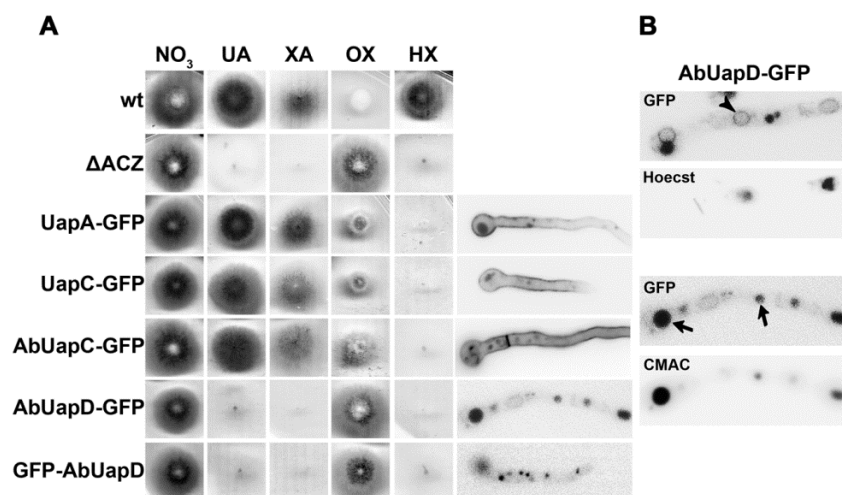 A
B
NO3 UA XA OX HX
AbUapD-GFP
wt
GFP
ΔACZ
Hoecst
UapA-GFP
UapC-GFP
GFP
AbUapC-GFP
CMAC
AbUapD-GFP
GFP-AbUapD